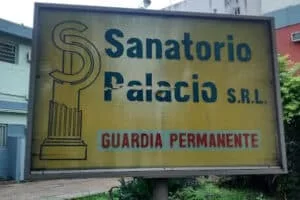 Sanatorio
Palacio S.R.L.
GUARDIA PERMANENTE